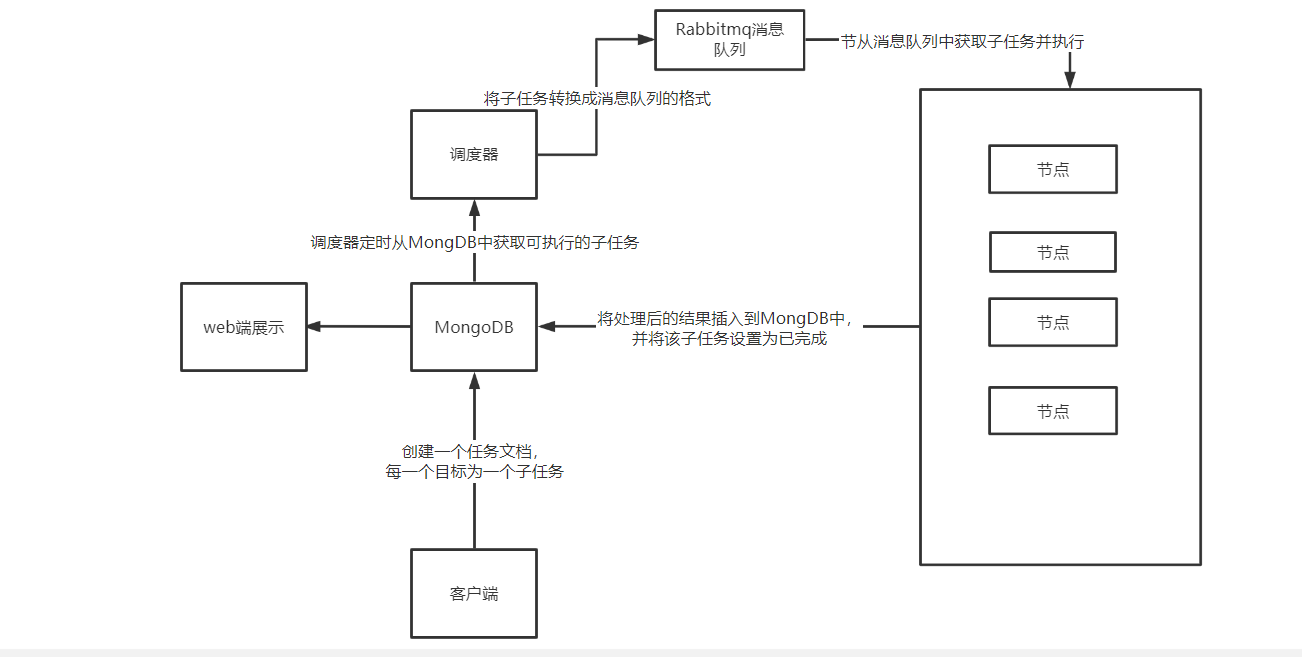 Rabbitmq消息
队列
节从消息队列中获取子任务并执行
将子任务转换成消息队列的格式
调度器
节点
调度器定时从MongDB中获取可执行的子任务
节点
web端展示
MongoDB
将处理后的结果插入到MongDB中，
并将该子任务设置为已完成
节点
节点
创建一个任务文档，
每一个目标为一个子任务
客户端